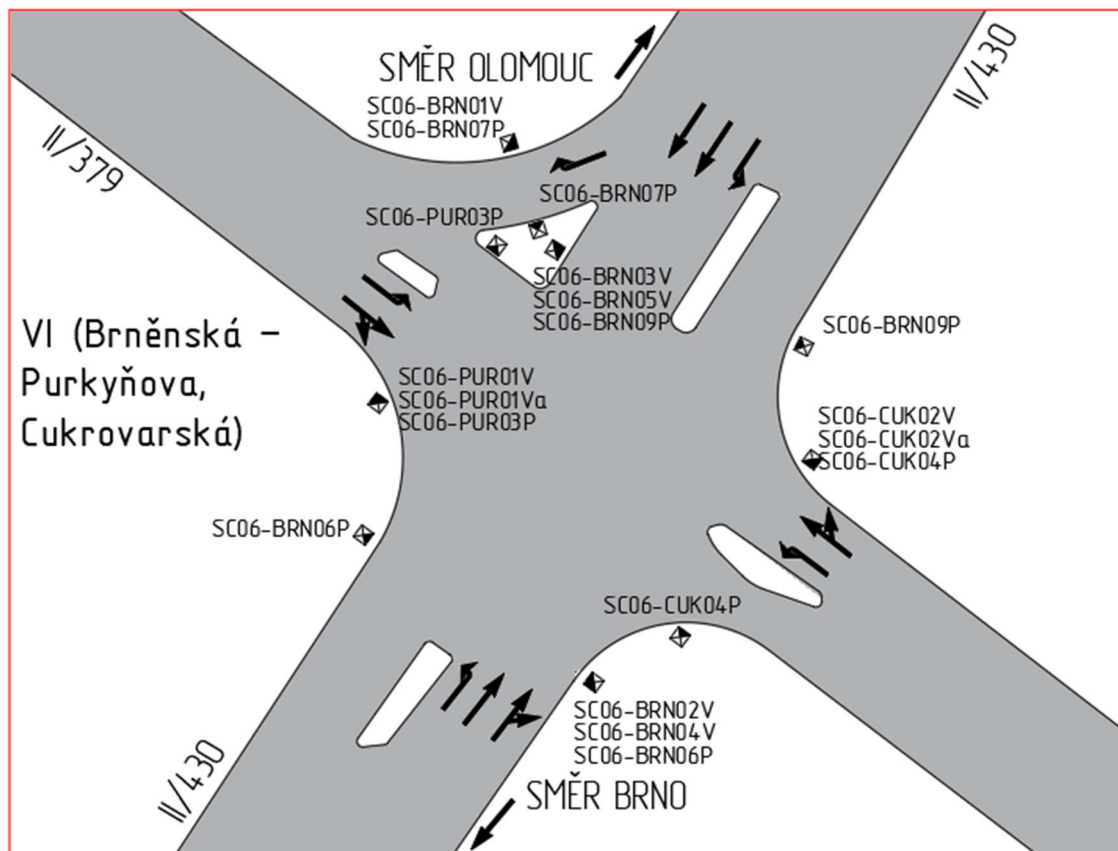 SMĚR OLOMOUC
II/430
SC06-BRN01V
SC06-BRN07P
II/379
SC06-BRN07P
SC06-PUR03P
SC06-BRN03V
SC06-BRN05V
SC06-BRN09P
VI (Brněnská –
Purkyňova,
Cukrovarská)
SC06-BRN09P
SC06-PUR01V
SC06-PUR01Va
SC06-PUR03P
SC06-CUK02V
SC06-CUK02Va
SC06-CUK04P
SC06-BRN06P
SC06-CUK04P
SC06-BRN02V
SC06-BRN04V
SC06-BRN06P
II/430
SMĚR BRNO